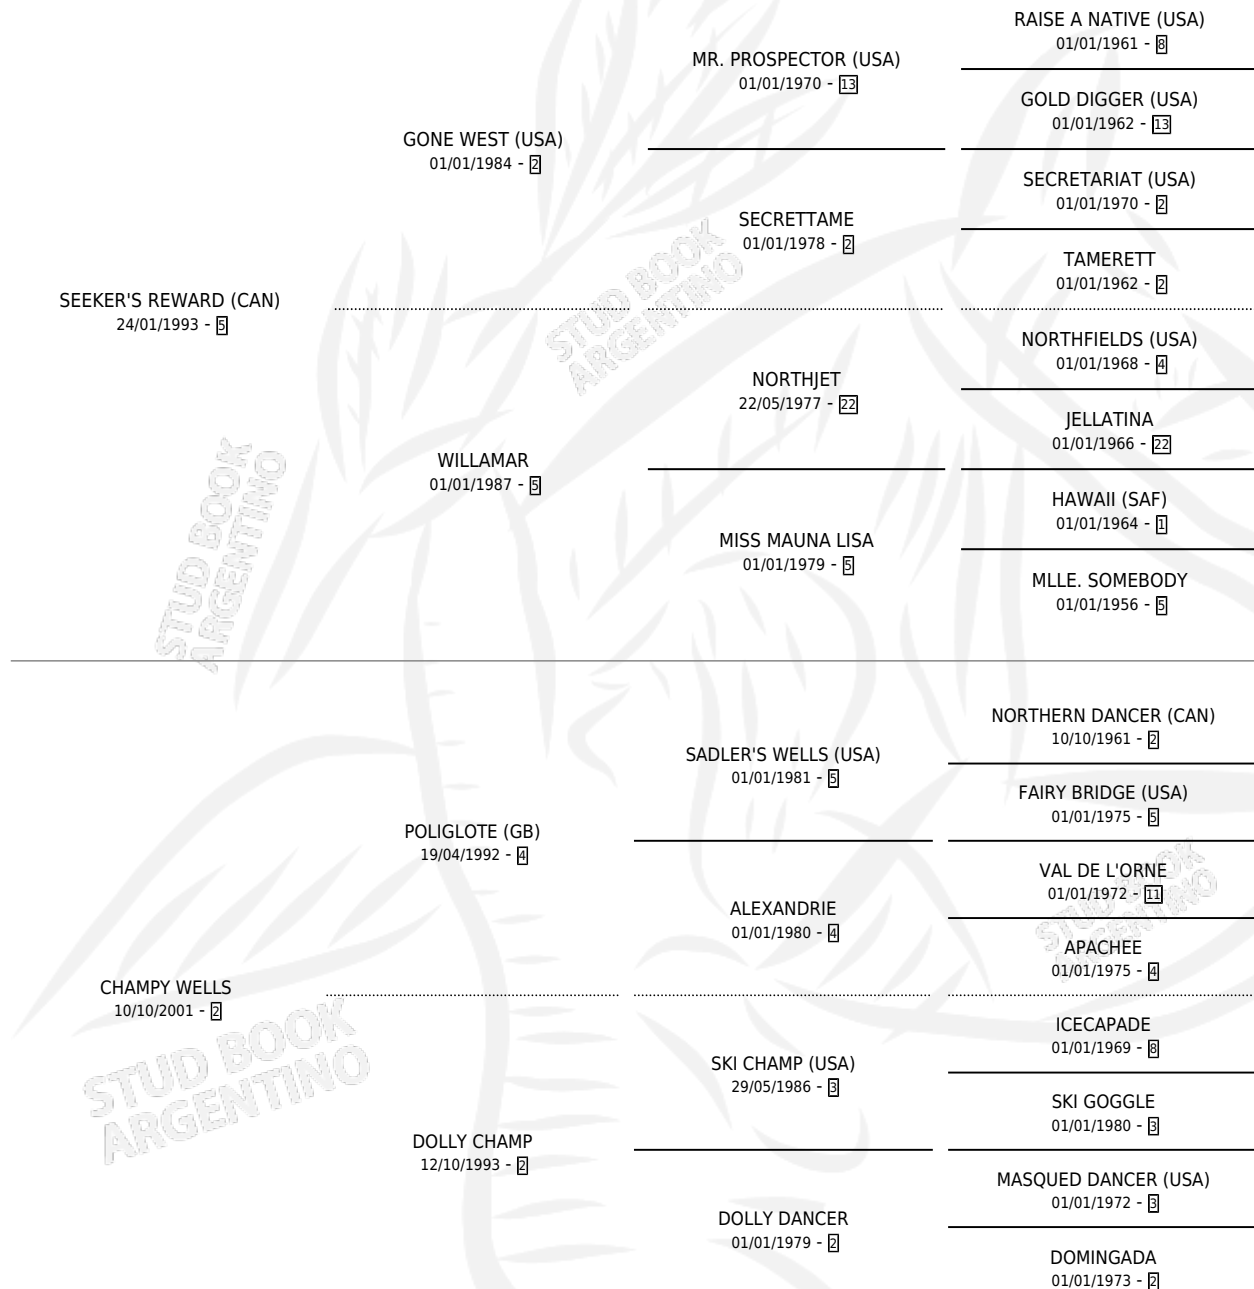 RAISE A NATIVE (USA)
01/01/1961 - 8
MR. PROSPECTOR (USA)
01/01/1970 - 13
GOLD DIGGER (USA)
01/01/1962 - 13
GONE WEST (USA)
01/01/1984 - 2
SECRETARIAT (USA)
01/01/1970 - 2
SECRETTAME
01/01/1978 - 2
TAMERETT
01/01/1962 - 2
SEEKER'S REWARD (CAN)
24/01/1993 - 5
NORTHFIELDS (USA)
01/01/1968 - 4
NORTHJET
22/05/1977 - 22
JELLATINA
01/01/1966 - 22
WILLAMAR
01/01/1987 - 5
HAWAII (SAF)
01/01/1964 - 1
MISS MAUNA LISA
01/01/1979 - 5
MLLE. SOMEBODY
01/01/1956 - 5
NORTHERN DANCER (CAN)
10/10/1961 - 2
SADLER'S WELLS (USA)
01/01/1981 - 5
FAIRY BRIDGE (USA)
01/01/1975 - 5
POLIGLOTE (GB)
19/04/1992 - 4
VAL DE L'ORNE
01/01/1972 - 11
ALEXANDRIE
01/01/1980 - 4
APACHEE
01/01/1975 - 4
CHAMPY WELLS
10/10/2001 - 2
ICECAPADE
01/01/1969 - 8
SKI CHAMP (USA)
29/05/1986 - 3
SKI GOGGLE
01/01/1980 - 3
DOLLY CHAMP
12/10/1993 - 2
MASQUED DANCER (USA)
01/01/1972 - 3
DOLLY DANCER
01/01/1979 - 2
DOMINGADA
01/01/1973 - 2
STUD BOOK
ARGENTINO
STUD BOOK
ARGENTINO
STUD BOOK
ARGENTINO
STUD BOOK
ARGENTINO